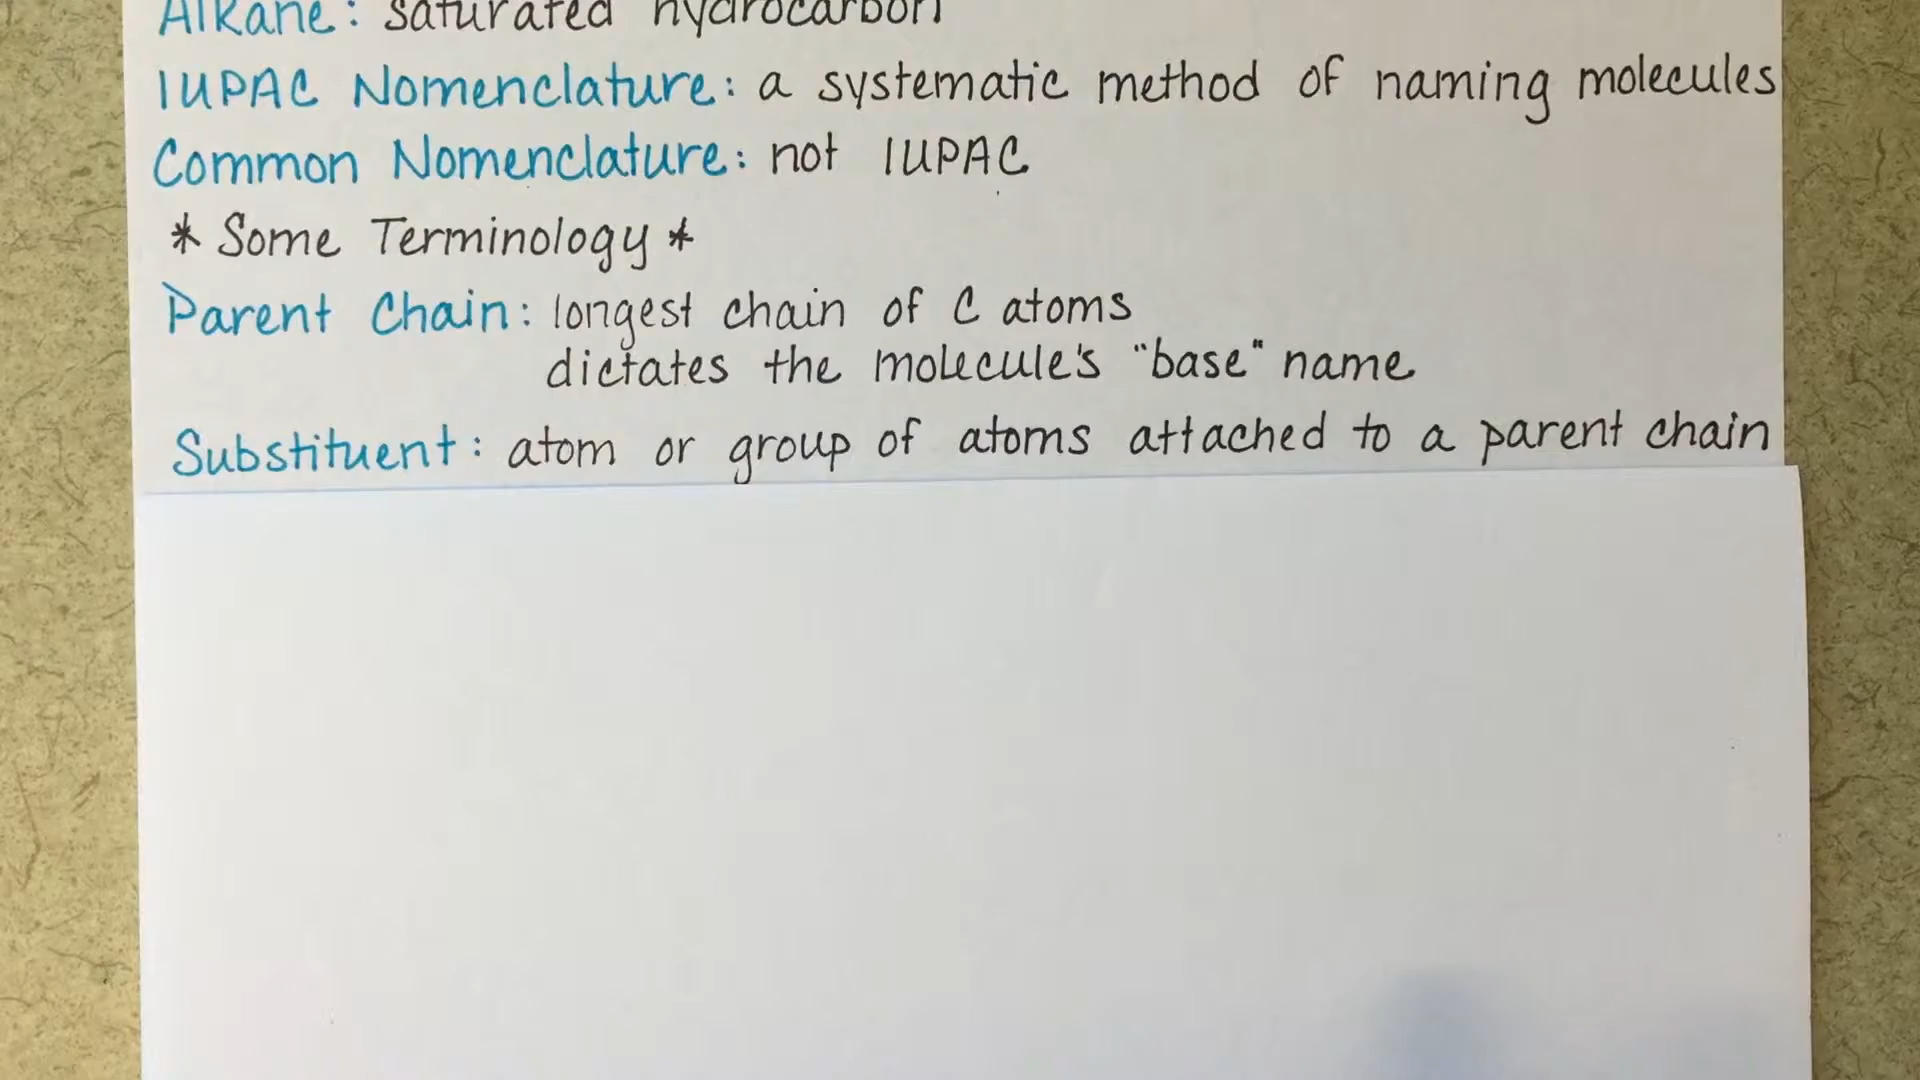 Alkane: saturated hydrocarbon
IUPAC Nomenclature: a systematic method of naming molecules
Common Nomenclature: not IUPAC
* Some Terminology *
Parent Chain: longest chain of C atoms
dictates the molecule's "base" name
Substituent: atom or group of atoms attached to a parent chain